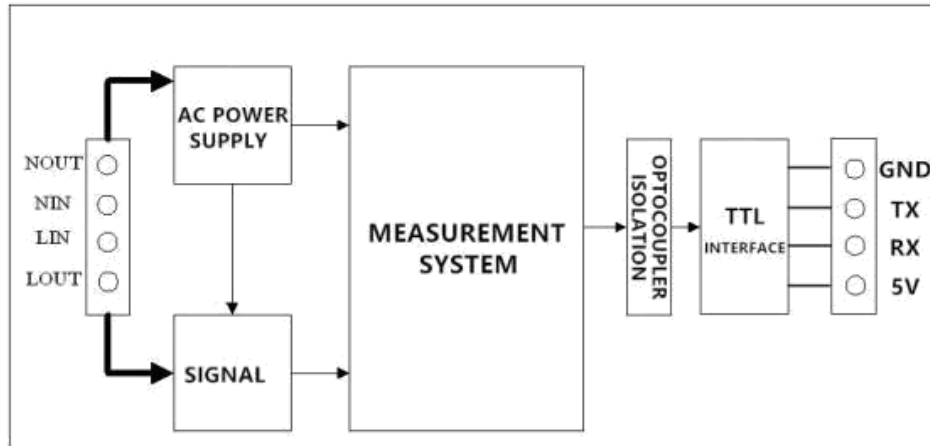 NOUT
NIN
LIN
LOUT
AC POWER
SUPPLY
SIGNAL
MEASUREMENT
SYSTEM
OPTOCOUPLER
ISOLATION
TTL
INTERFACE
GND
TX
RX
5V